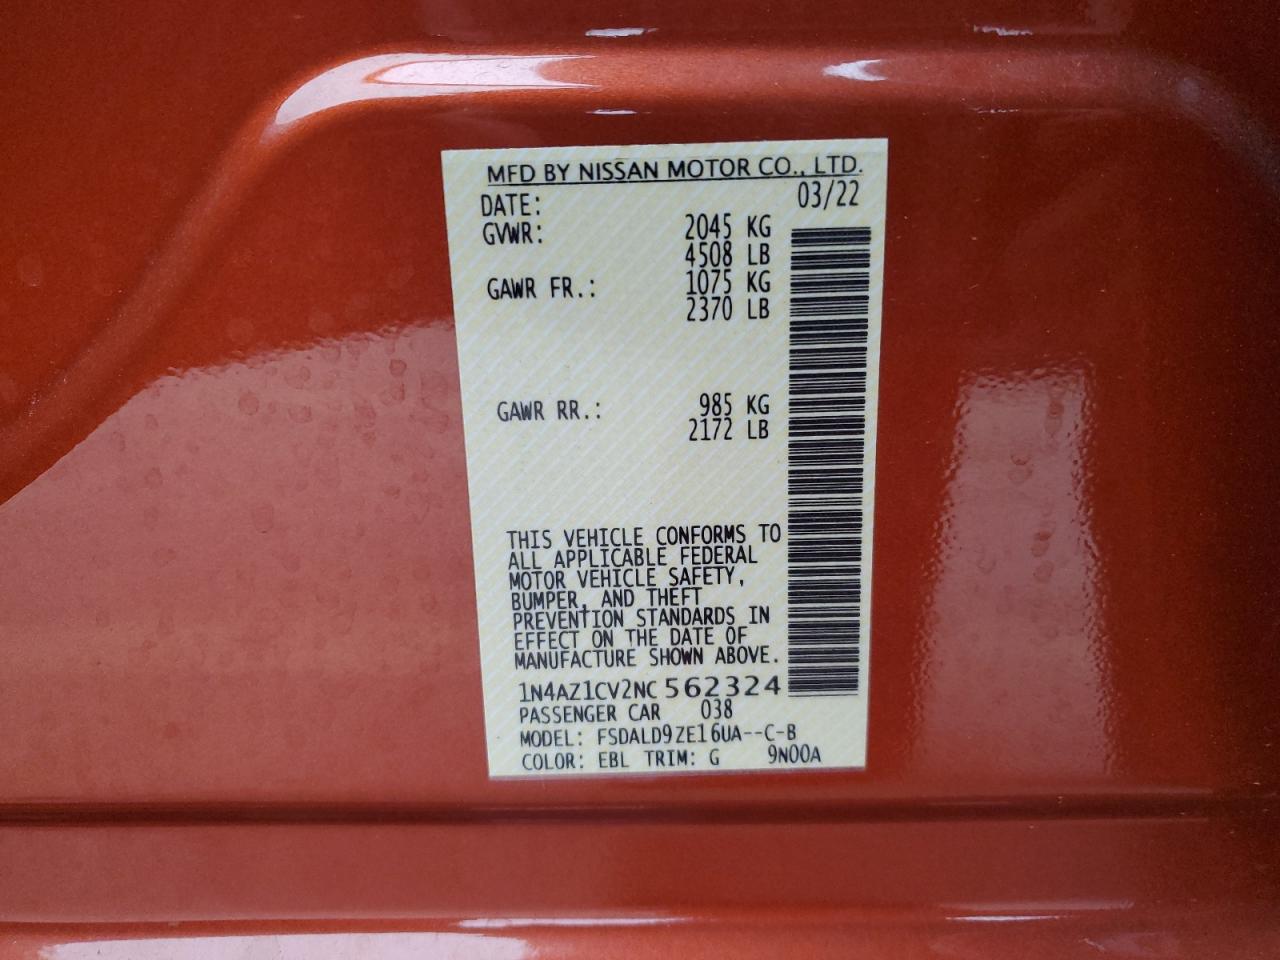 MFD BY NISSAN MOTOR CO., LTD.
DATE: 03/22
GVWR: 2045 KG
4508 LB
GAWR FR.: 1075 KG
2370 LB
GAWR RR.: 985 KG
2172 LB
THIS VEHICLE CONFORMS TO
ALL APPLICABLE FEDERAL
MOTOR VEHICLE SAFETY,
BUMPER, AND THEFT
PREVENTION STANDARDS IN
EFFECT ON THE DATE OF
MANUFACTURE SHOWN ABOVE.
1N4AZ1CV2NC562324
PASSENGER CAR 038
MODEL: FSDALD9ZE16UA--C-B
COLOR: EBL TRIM: G 9N00A